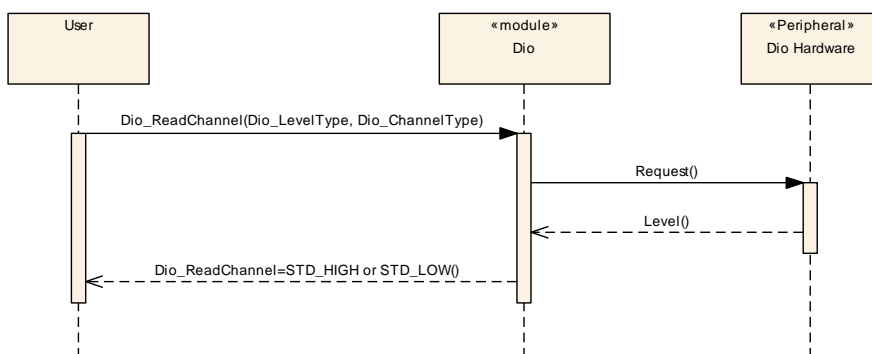 User
«module»
Dio
«Peripheral»
Dio Hardware
Dio_ReadChannel(Dio_LevelType, Dio_ChannelType)
Request()
Level()
Dio_ReadChannel=STD_HIGH or STD_LOW()